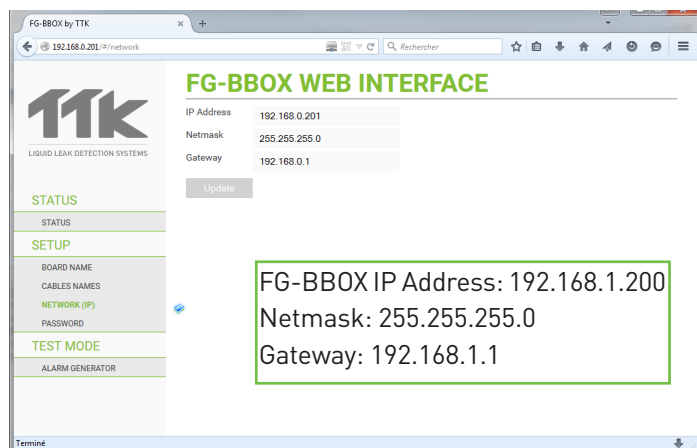 FG-BBOX by TTK
192.168.0.201/#/network
Rechercher
TTK
LIQUID LEAK DETECTION SYSTEMS
STATUS
STATUS
SETUP
BOARD NAME
CABLES NAMES
NETWORK (IP)
PASSWORD
TEST MODE
ALARM GENERATOR
FG-BBOX WEB INTERFACE
IP Address 192.168.0.201
Netmask 255.255.255.0
Gateway 192.168.0.1
Update
FG-BBOX IP Address: 192.168.1.200
Netmask: 255.255.255.0
Gateway: 192.168.1.1
Terminé